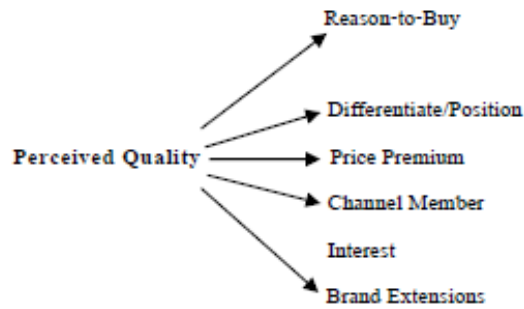 Reason-to-Buy
Differentiate/Position
Perceived Quality
Price Premium
Channel Member
Interest
Brand Extensions